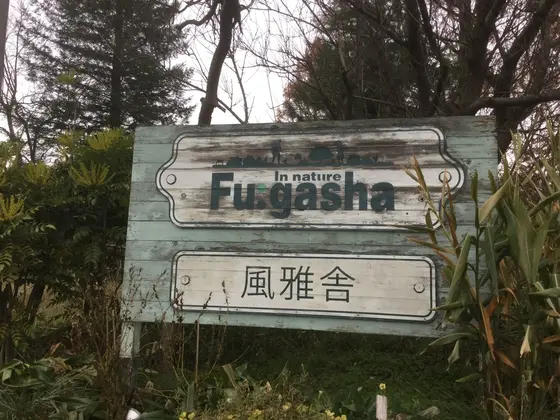 In nature
Fu.gasha
風雅舎